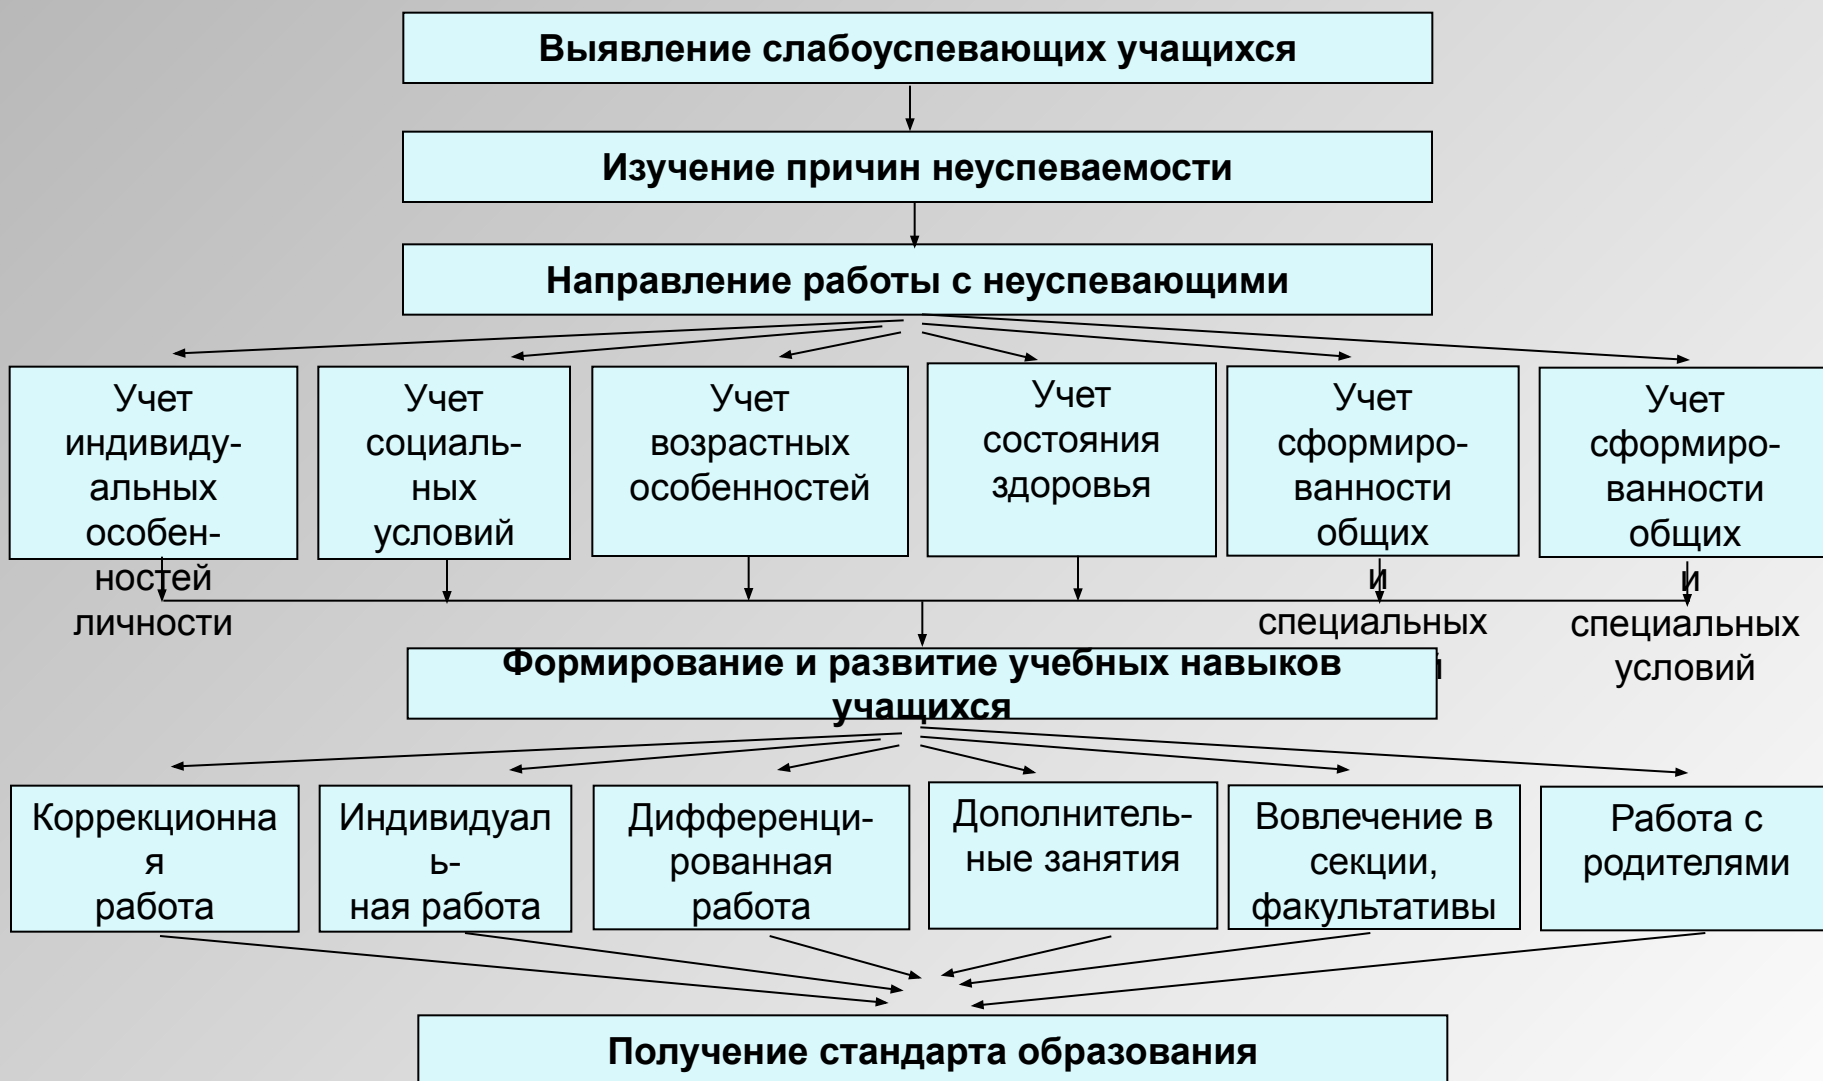 Выявление слабоуспевающих учащихся
Изучение причин неуспеваемости
Направление работы с неуспевающими
Учет
индивиду-
альных
особен-
ностей
личности
Учет
социаль-
ных
условий
Учет
возрастных
особенностей
Учет
состояния
здоровья
Учет
сформиро-
ванности
общих
и
специальных
Учет
сформиро-
ванности
общих
и
специальных
условий
Формирование и развитие учебных навыков
учащихся
Коррекционна
я
работа
Индивидуал
ь-
ная работа
Дифференци-
рованная
работа
Дополнитель-
ные занятия
Вовлечение в
секции,
факультативы
Работа с
родителями
Получение стандарта образования